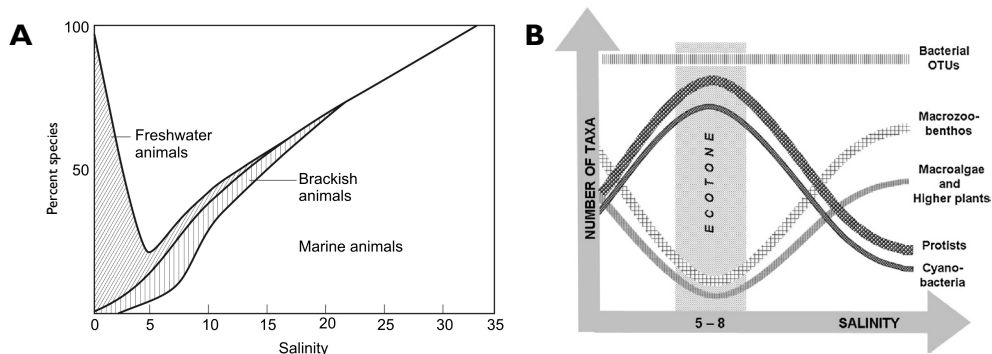 A
100
50
Percent species
Freshwater
animals
Brackish
animals
Marine animals
0
5
10
15
20
25
30
35
Salinity
B
NUMBER OF TAXA
ECOTONE
Bacterial
OTUs
Macrozoo-
benthos
Macroalgae
and
Higher plants
Protists
Cyano-
bacteria
5 – 8
SALINITY